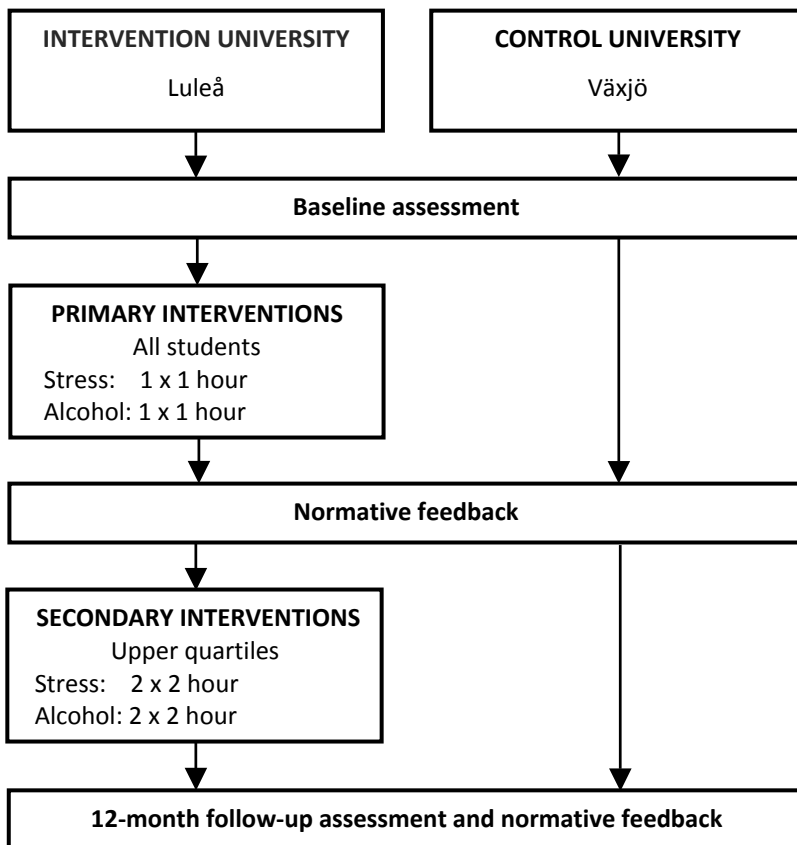 INTERVENTION UNIVERSITY
Luleå
CONTROL UNIVERSITY
Växjö
Baseline assessment
PRIMARY INTERVENTIONS
All students
Stress: 1 x 1 hour
Alcohol: 1 x 1 hour
Normative feedback
SECONDARY INTERVENTIONS
Upper quartiles
Stress: 2 x 2 hour
Alcohol: 2 x 2 hour
12-month follow-up assessment and normative feedback